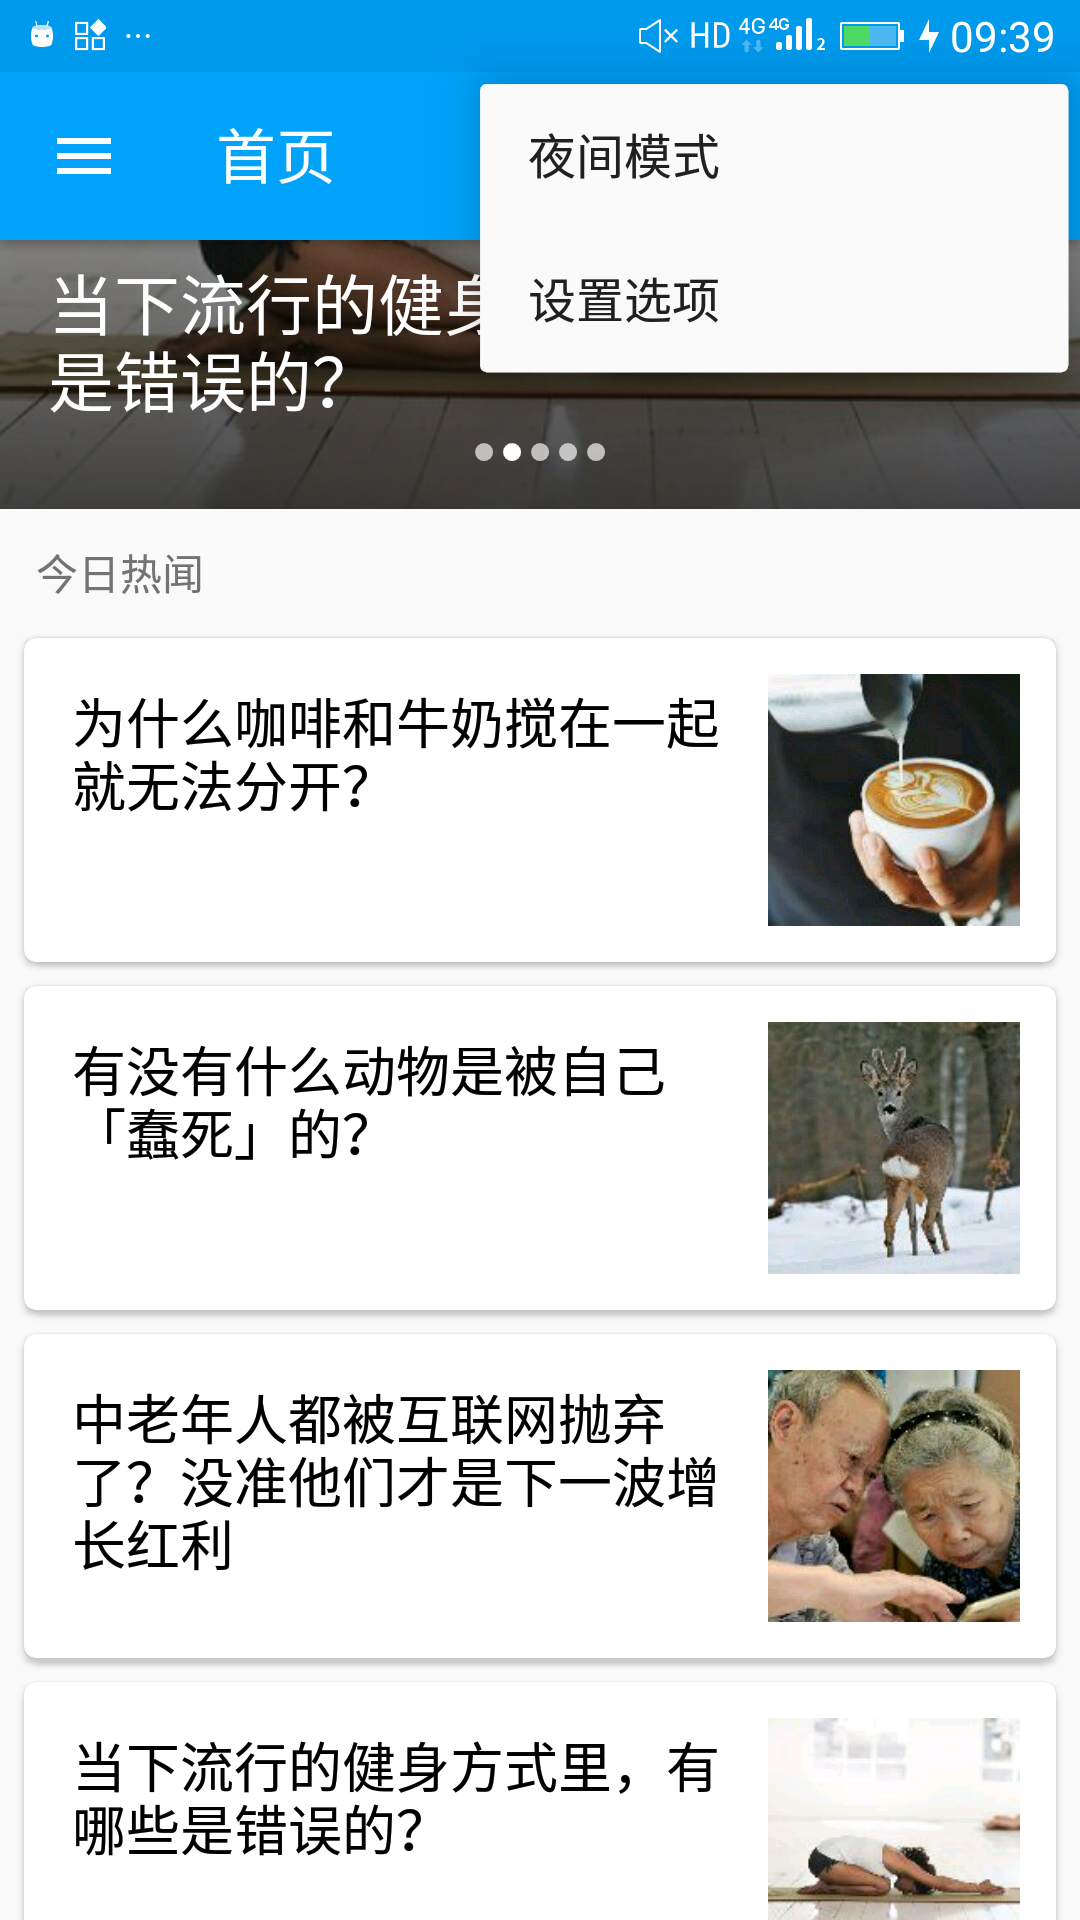 HD 4G 4G 2 09:39
首页
夜间模式
设置选项
当下流行的健身
是错误的？
今日热闻
为什么咖啡和牛奶搅在一起
就无法分开？
有没有什么动物是被自己
「蠢死」的？
中老年人都被互联网抛弃
了？没准他们才是下一波增
长红利
当下流行的健身方式里，有
哪些是错误的？